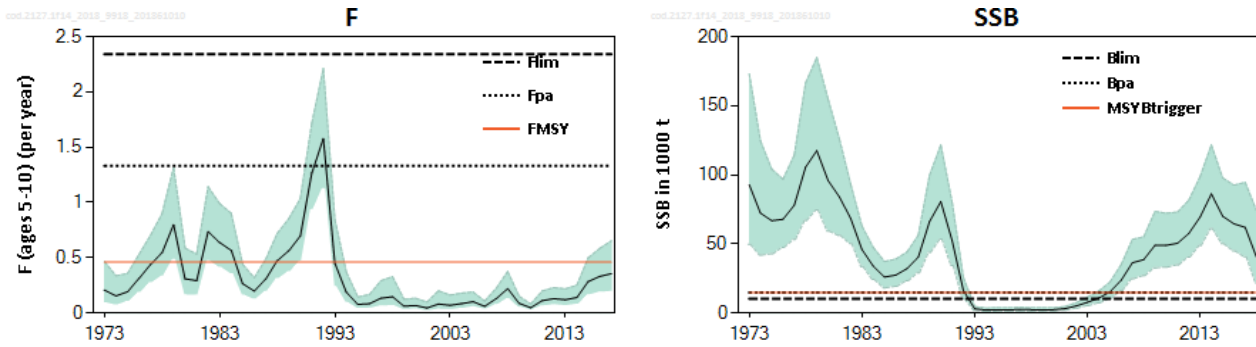 cod.2127.1f14_2018_9918_201861010
F
F (ages 5-10) (per year)
2.5
2
1.5
1
0.5
0
1973
1983
1993
2003
2013
Flim
Fpa
FMSY
cod.2127.1f14_2018_9918_201861010
SSB
SSB in 1000 t
200
150
100
50
0
1973
1983
1993
2003
2013
Blim
Bpa
MSY Btrigger